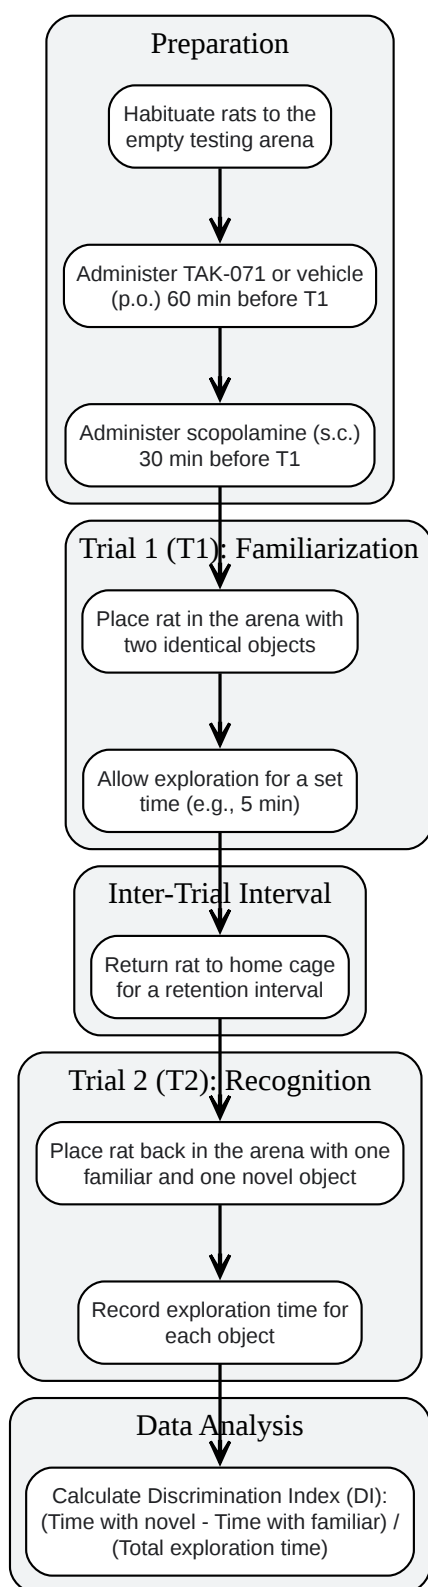 Preparation
Habituate rats to the
empty testing arena
Administer TAK-071 or vehicle
(p.o.) 60 min before T1
Administer scopolamine (s.c.)
30 min before T1
Trial 1 (T1): Familiarization
Place rat in the arena with
two identical objects
Allow exploration for a set
time (e.g., 5 min)
Inter-Trial Interval
Return rat to home cage
for a retention interval
Trial 2 (T2): Recognition
Place rat back in the arena with one
familiar and one novel object
Record exploration time for
each object
Data Analysis
Calculate Discrimination Index (DI):
(Time with novel - Time with familiar) /
(Total exploration time)